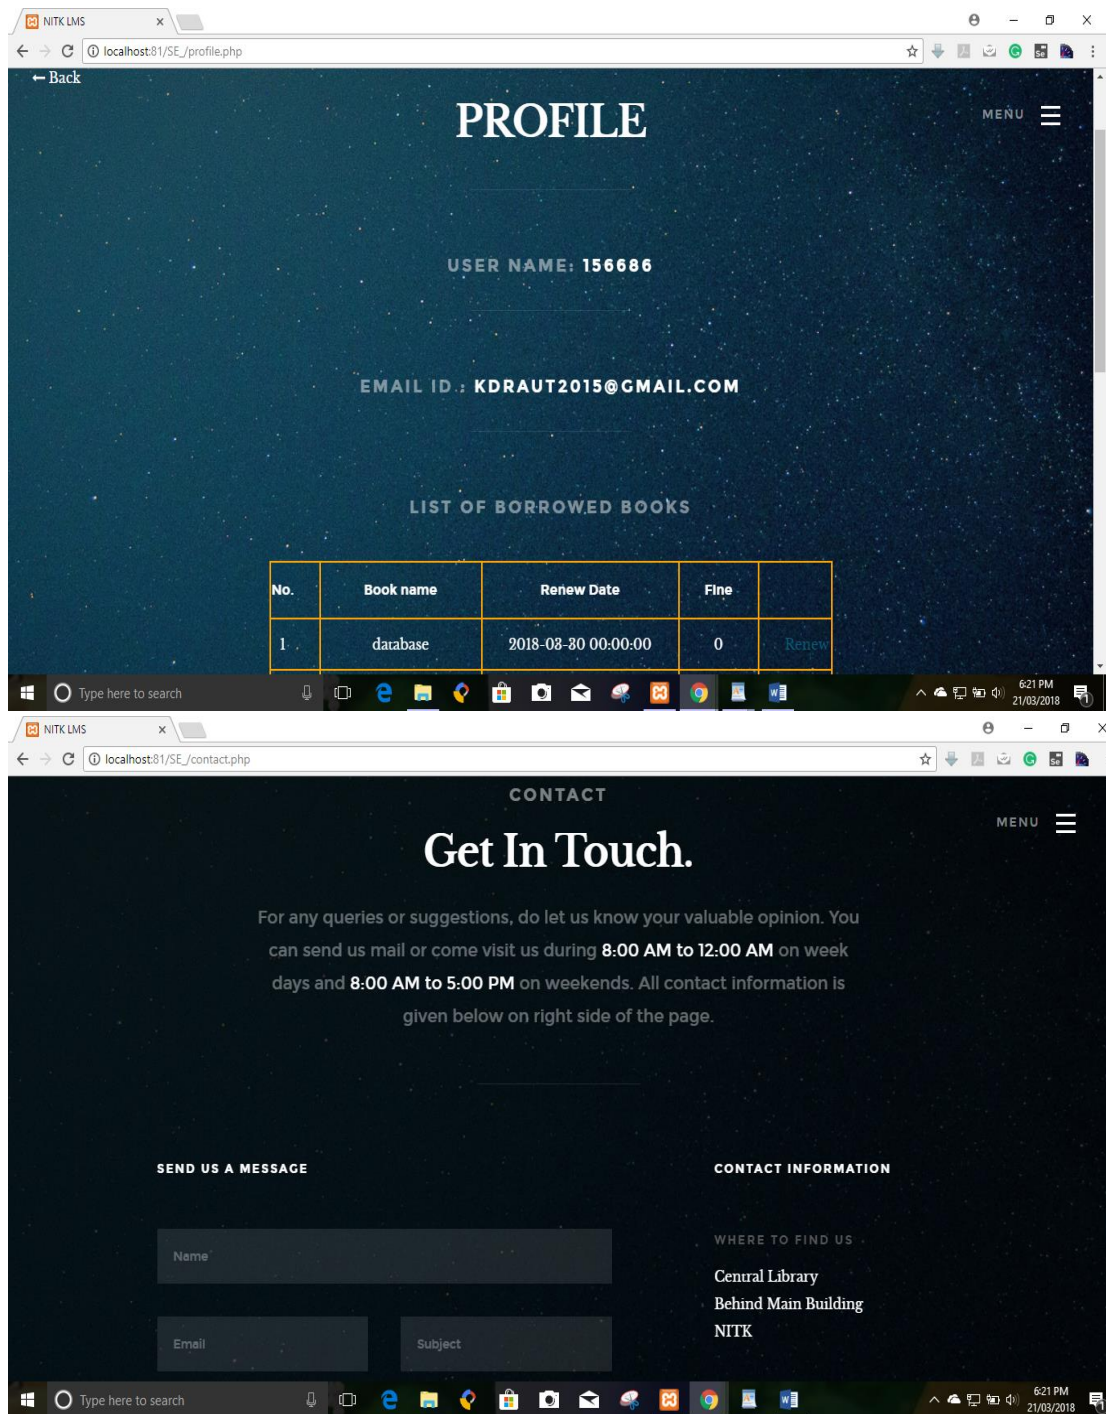 NITK LMS
localhost:81/SE_/profile.php
← Back
PROFILE
MENU
USER NAME: 156686
EMAIL ID : KDRAUT2015@GMAIL.COM
LIST OF BORROWED BOOKS
No. Book name Renew Date Fine
1 database 2018-03-30 00:00:00 0 Renew
Type here to search
6:21 PM
21/03/2018
NITK LMS
localhost:81/SE_/contact.php
CONTACT
MENU
Get In Touch.
For any queries or suggestions, do let us know your valuable opinion. You
can send us mail or come visit us during 8:00 AM to 12:00 AM on week
days and 8:00 AM to 5:00 PM on weekends. All contact information is
given below on right side of the page.
SEND US A MESSAGE
Name
Email Subject
CONTACT INFORMATION
WHERE TO FIND US
Central Library
Behind Main Building
NITK
Type here to search
6:21 PM
21/03/2018